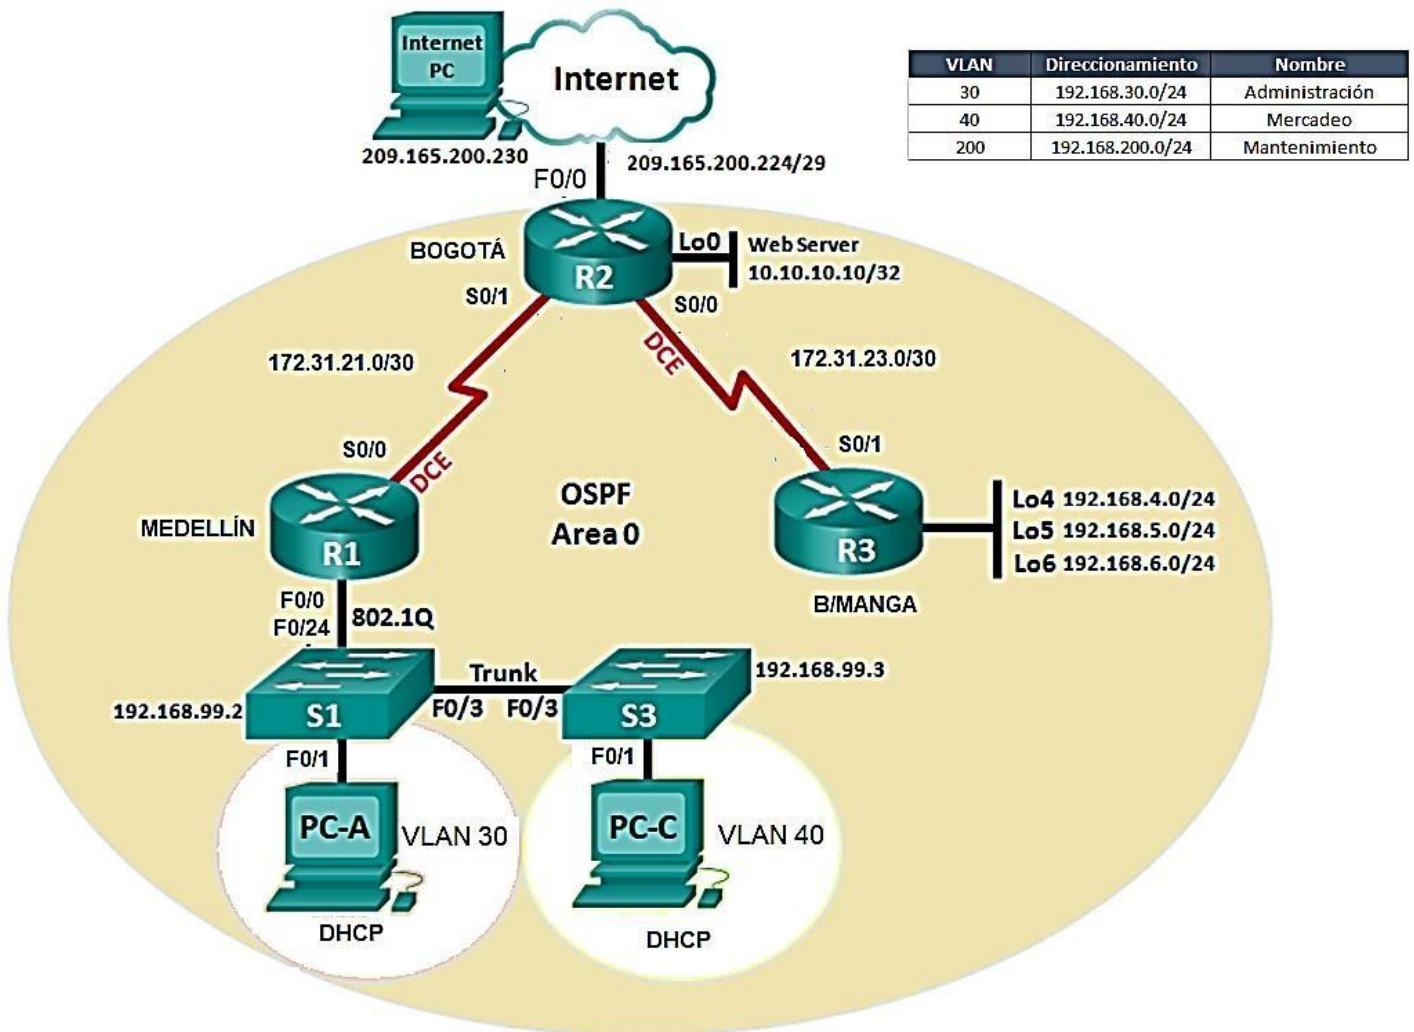 Internet
PC
Internet
209.165.200.230
209.165.200.224/29
F0/0
VLAN Direccionamiento Nombre
30 192.168.30.0/24 Administración
40 192.168.40.0/24 Mercadeo
200 192.168.200.0/24 Mantenimiento
BOGOTÁ
R2
Lo0
Web Server
10.10.10.10/32
S0/1
S0/0
DCE
172.31.21.0/30
172.31.23.0/30
S0/0
DCE
S0/1
OSPF
Area 0
MEDELLÍN
R1
R3
B/MANGA
Lo4 192.168.4.0/24
Lo5 192.168.5.0/24
Lo6 192.168.6.0/24
F0/0
F0/24
802.1Q
192.168.99.2
S1
Trunk
F0/3 F0/3
S3
192.168.99.3
F0/1
F0/1
PC-A
VLAN 30
DHCP
PC-C
VLAN 40
DHCP